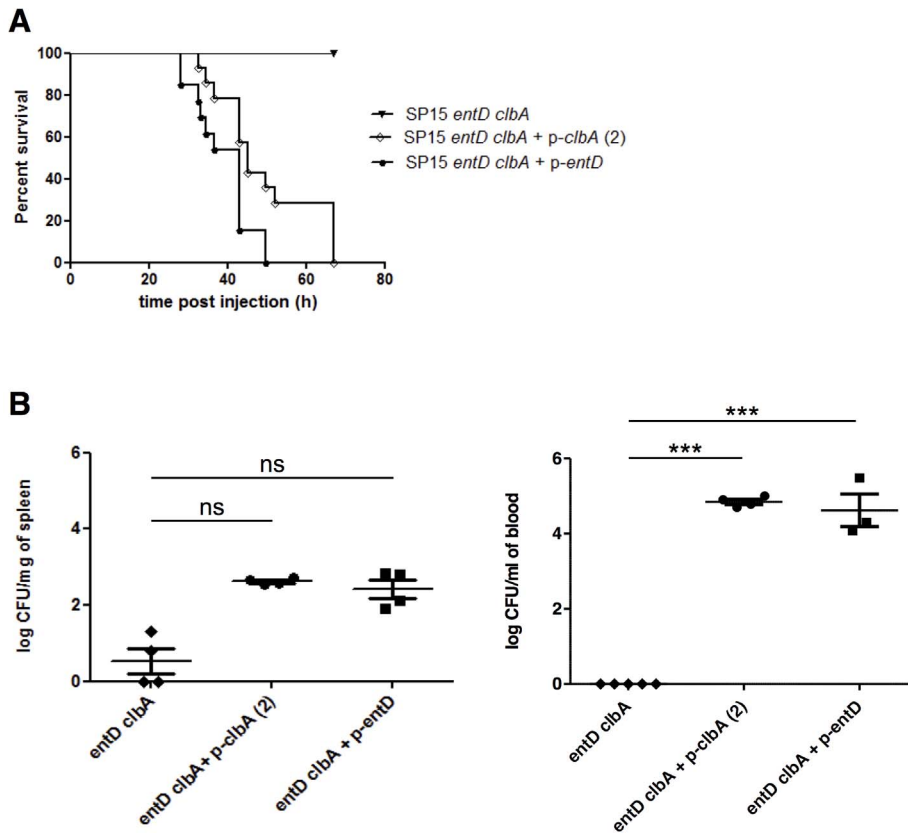 A
Percent survival
100
80
60
40
20
0
0 20 40 60 80
time post injection (h)
SP15 entD clbA
SP15 entD clbA + p-clbA (2)
SP15 entD clbA + p-entD
B
log CFU/mg of spleen
6
4
2
0
ns
ns
entD clbA
entD clbA + p-clbA (2)
entD clbA + p-entD
log CFU/ml of blood
6
4
2
0
***
***
entD clbA
entD clbA + p-clbA (2)
entD clbA + p-entD